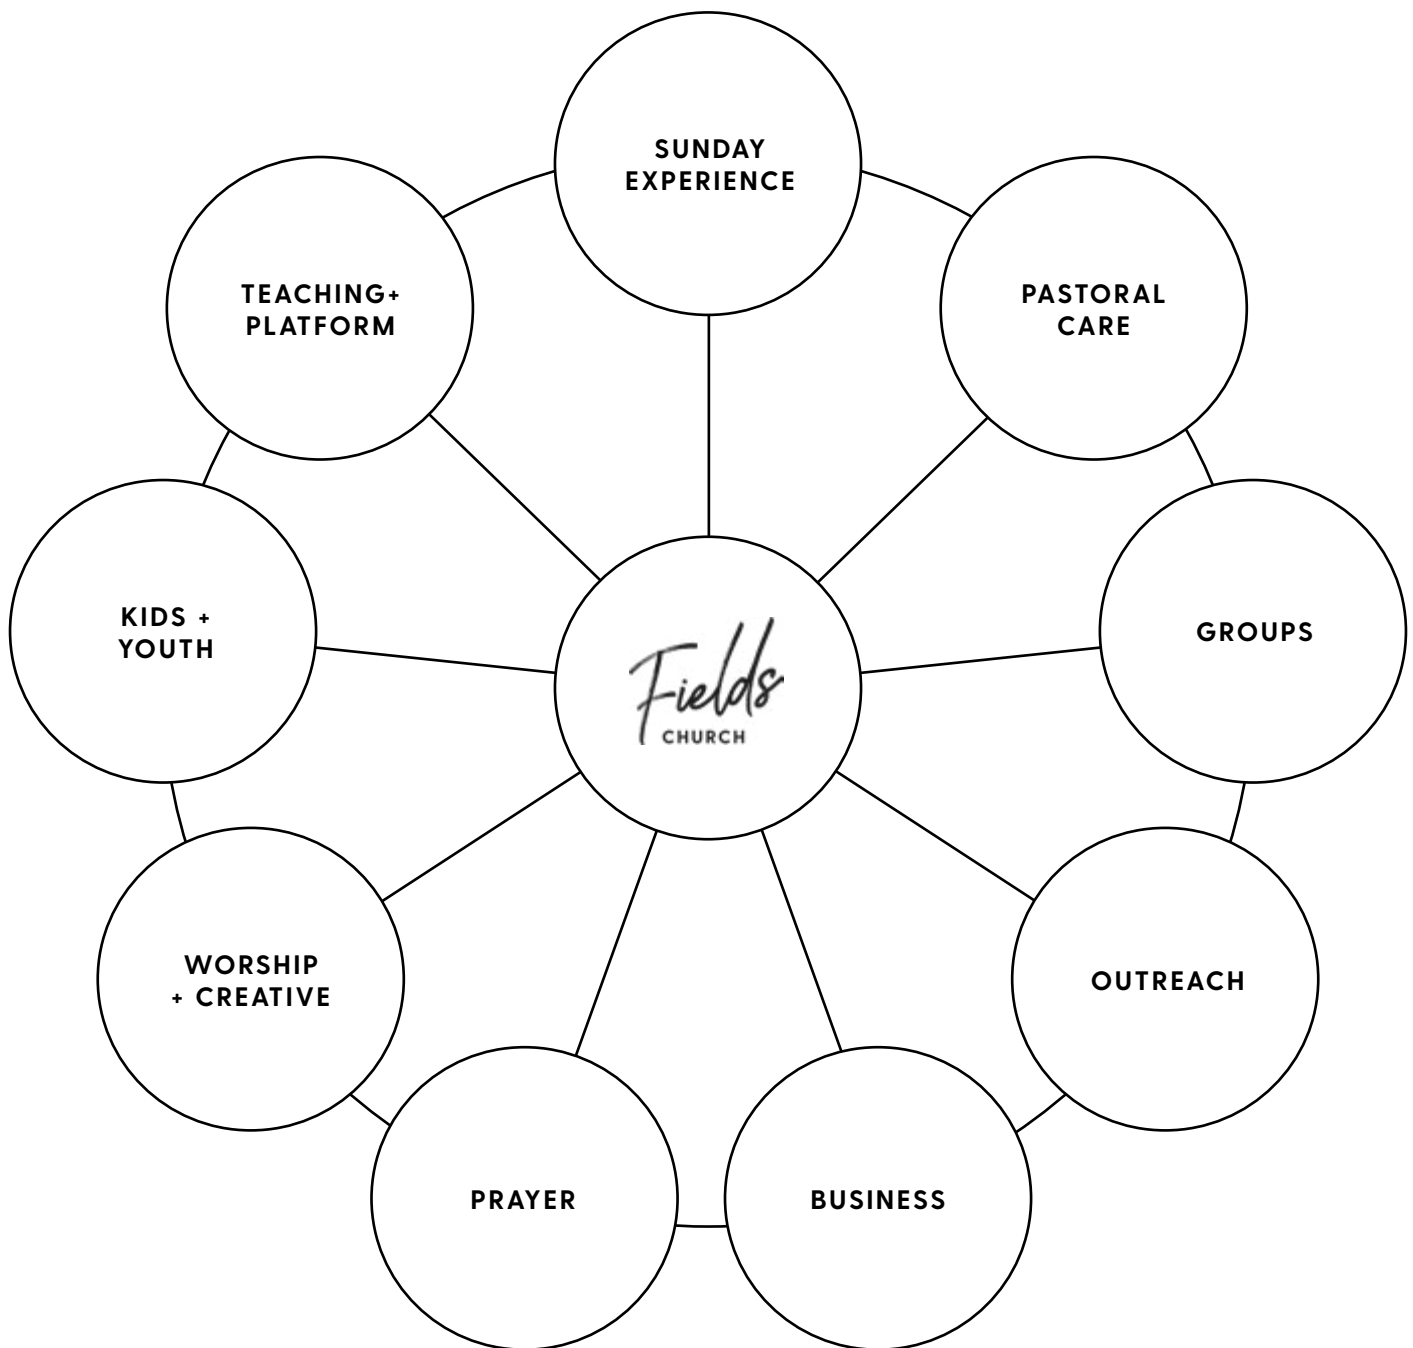 SUNDAY
EXPERIENCE
TEACHING+
PLATFORM
PASTORAL
CARE
KIDS +
YOUTH
GROUPS
Fields
CHURCH
WORSHIP
+ CREATIVE
OUTREACH
PRAYER
BUSINESS